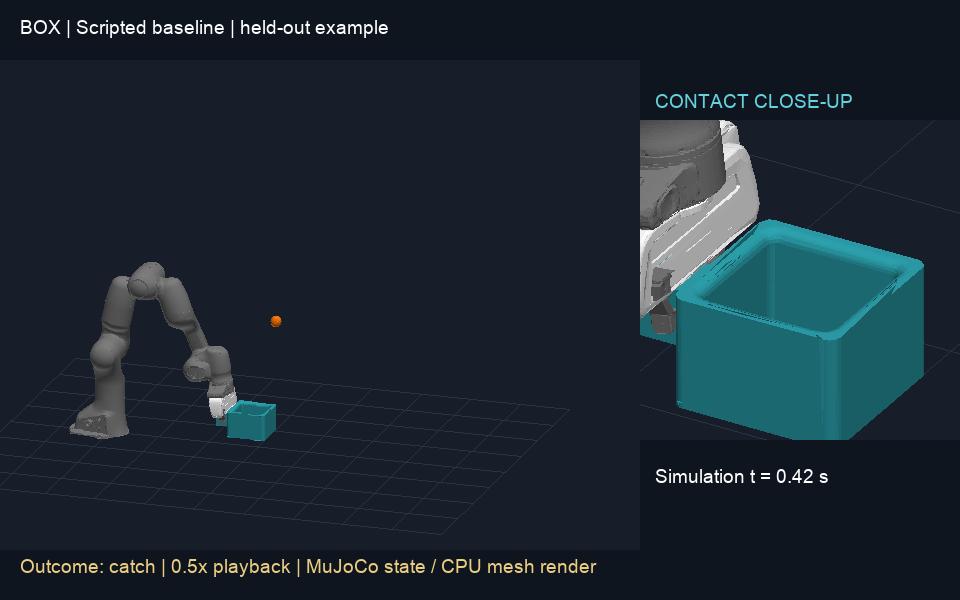 BOX | Scripted baseline | held-out example
CONTACT CLOSE-UP
Simulation t = 0.42 s
Outcome: catch | 0.5x playback | MuJoCo state / CPU mesh render